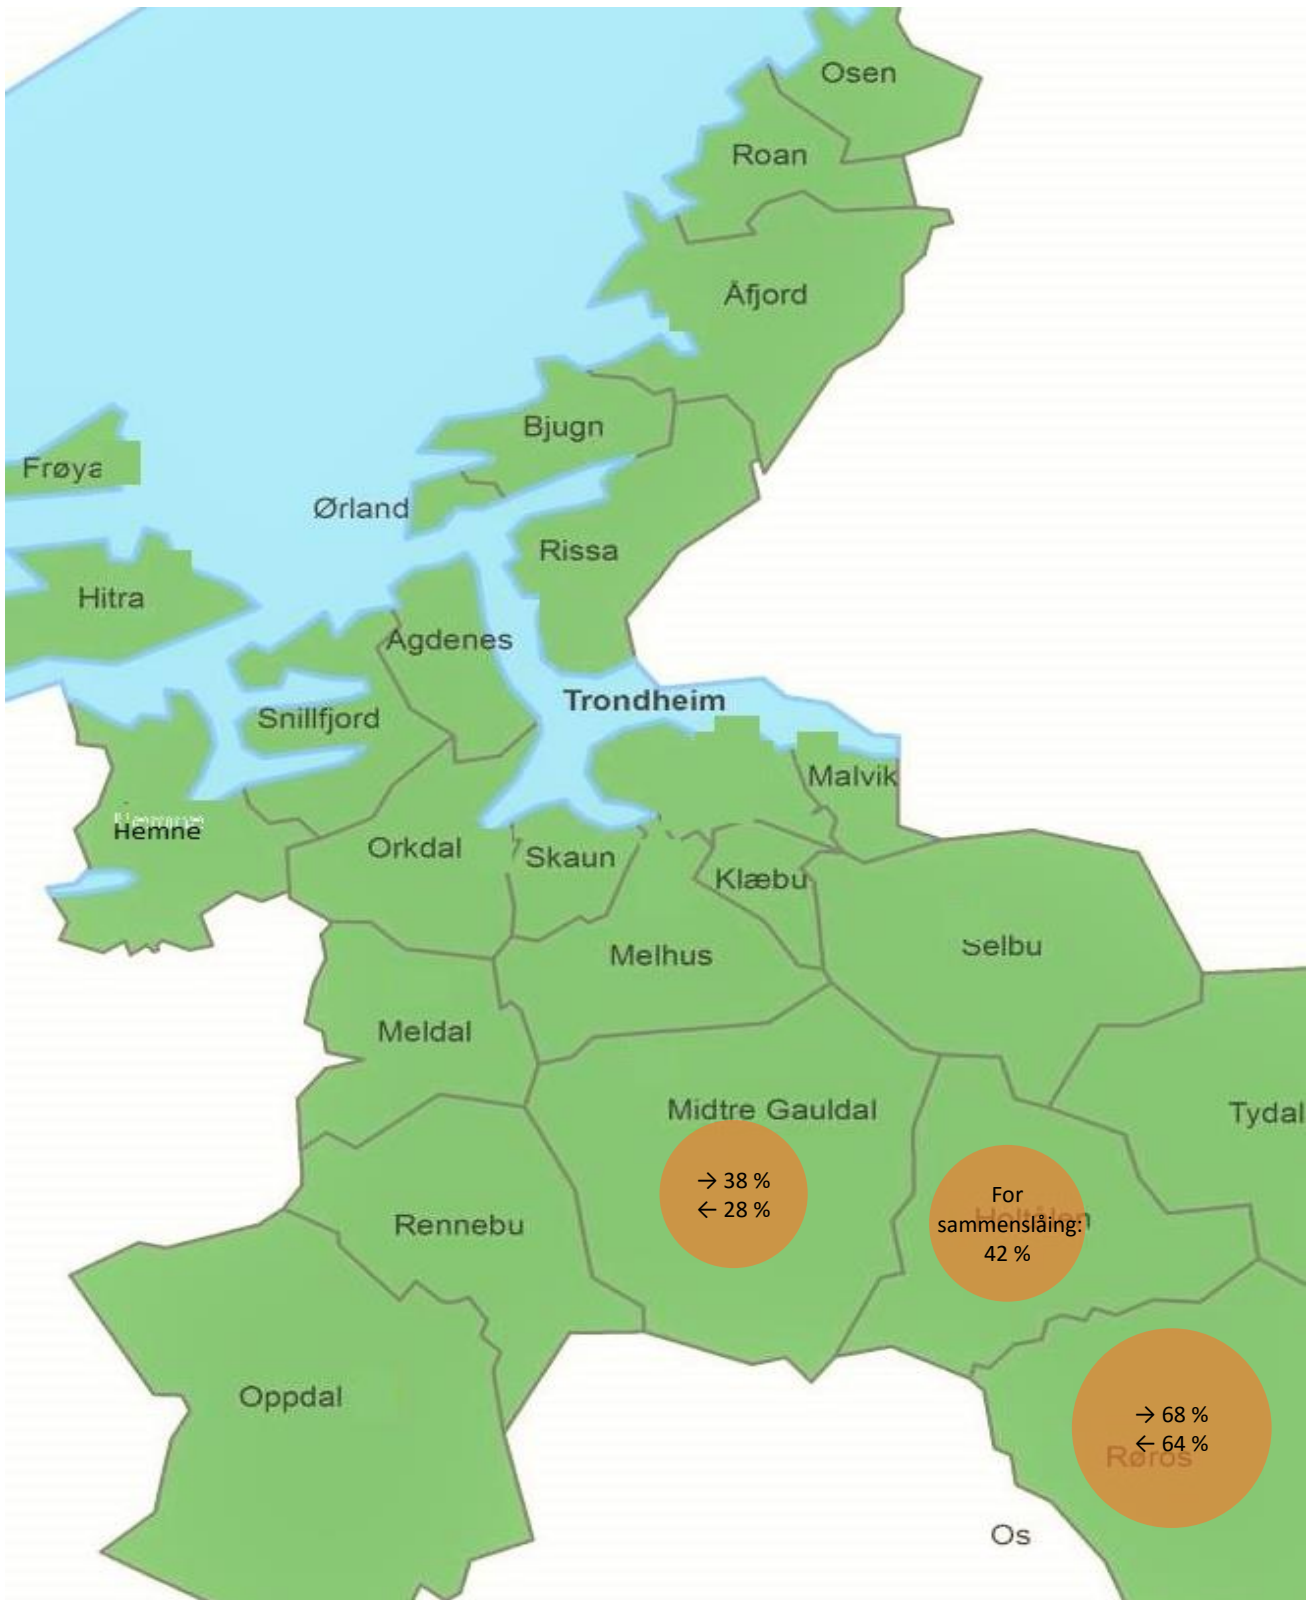 Osen
Roan
Åfjord
Bjugn
Frøya
Ørland
Rissa
Hitra
Agdenes
Trondheim
Snillfjord
Malvik
Hemne
Orkdal
Skaun
Klæbu
Selbu
Melhus
Meldal
Midtre Gauldal
Tydal
→ 38 %
← 28 %
For
sammenslåing:
42 %
Rennebu
Oppdal
→ 68 %
← 64 %
Røros
Os